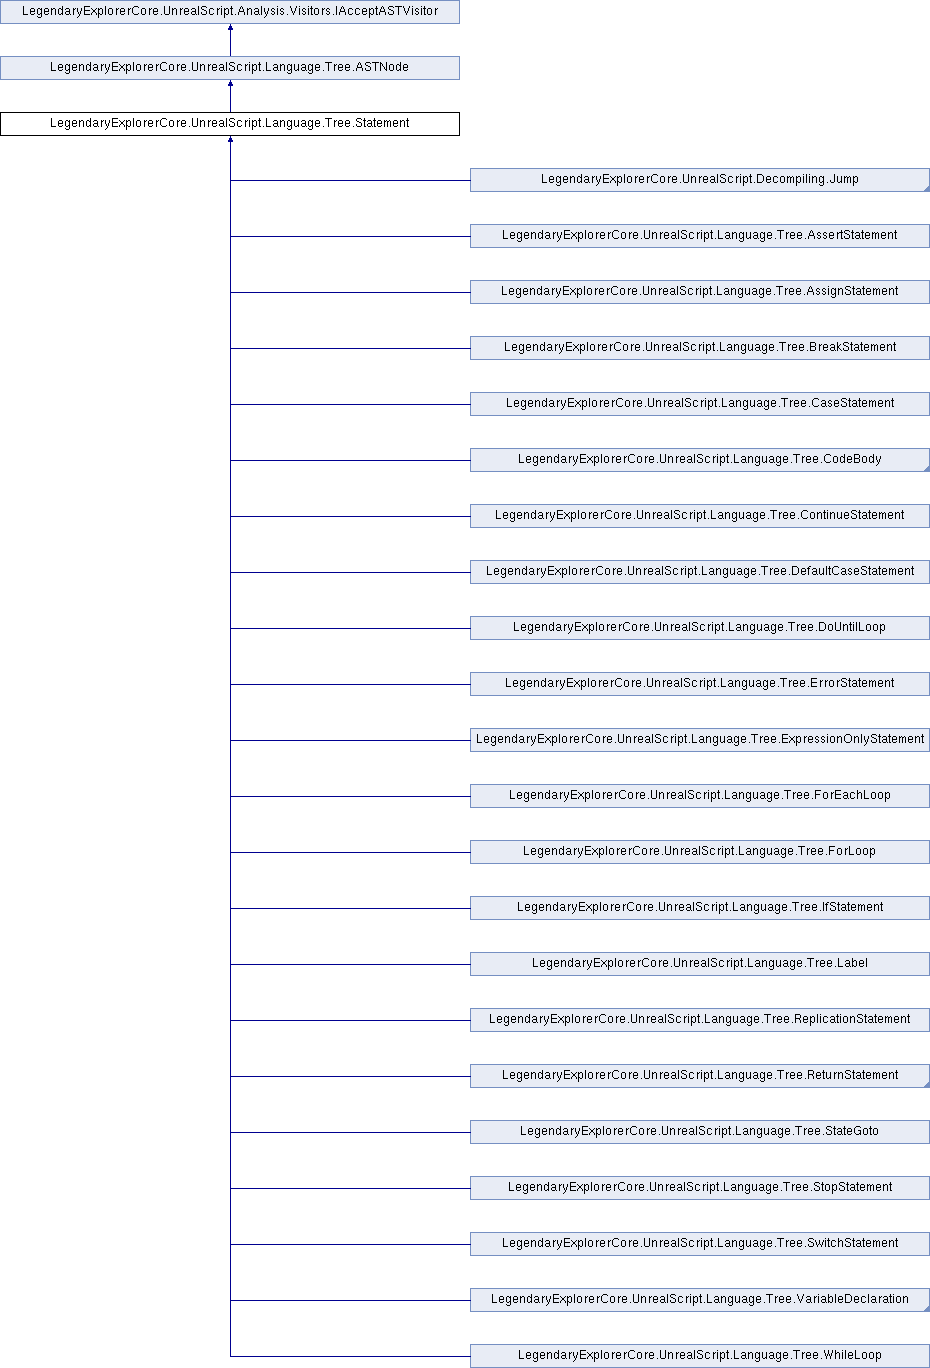 LegendaryExplorerCore.UnrealScript.Analysis.Visitors.IAcceptASTVisitor
LegendaryExplorerCore.UnrealScript.Language.Tree.ASTNode
LegendaryExplorerCore.UnrealScript.Language.Tree.Statement
LegendaryExplorerCore.UnrealScript.Decompiling.Jump
LegendaryExplorerCore.UnrealScript.Language.Tree.AssertStatement
LegendaryExplorerCore.UnrealScript.Language.Tree.AssignStatement
LegendaryExplorerCore.UnrealScript.Language.Tree.BreakStatement
LegendaryExplorerCore.UnrealScript.Language.Tree.CaseStatement
LegendaryExplorerCore.UnrealScript.Language.Tree.CodeBody
LegendaryExplorerCore.UnrealScript.Language.Tree.ContinueStatement
LegendaryExplorerCore.UnrealScript.Language.Tree.DefaultCaseStatement
LegendaryExplorerCore.UnrealScript.Language.Tree.DoUntilLoop
LegendaryExplorerCore.UnrealScript.Language.Tree.ErrorStatement
LegendaryExplorerCore.UnrealScript.Language.Tree.ExpressionOnlyStatement
LegendaryExplorerCore.UnrealScript.Language.Tree.ForEachLoop
LegendaryExplorerCore.UnrealScript.Language.Tree.ForLoop
LegendaryExplorerCore.UnrealScript.Language.Tree.IfStatement
LegendaryExplorerCore.UnrealScript.Language.Tree.Label
LegendaryExplorerCore.UnrealScript.Language.Tree.ReplicationStatement
LegendaryExplorerCore.UnrealScript.Language.Tree.ReturnStatement
LegendaryExplorerCore.UnrealScript.Language.Tree.StateGoto
LegendaryExplorerCore.UnrealScript.Language.Tree.StopStatement
LegendaryExplorerCore.UnrealScript.Language.Tree.SwitchStatement
LegendaryExplorerCore.UnrealScript.Language.Tree.VariableDeclaration
LegendaryExplorerCore.UnrealScript.Language.Tree.WhileLoop